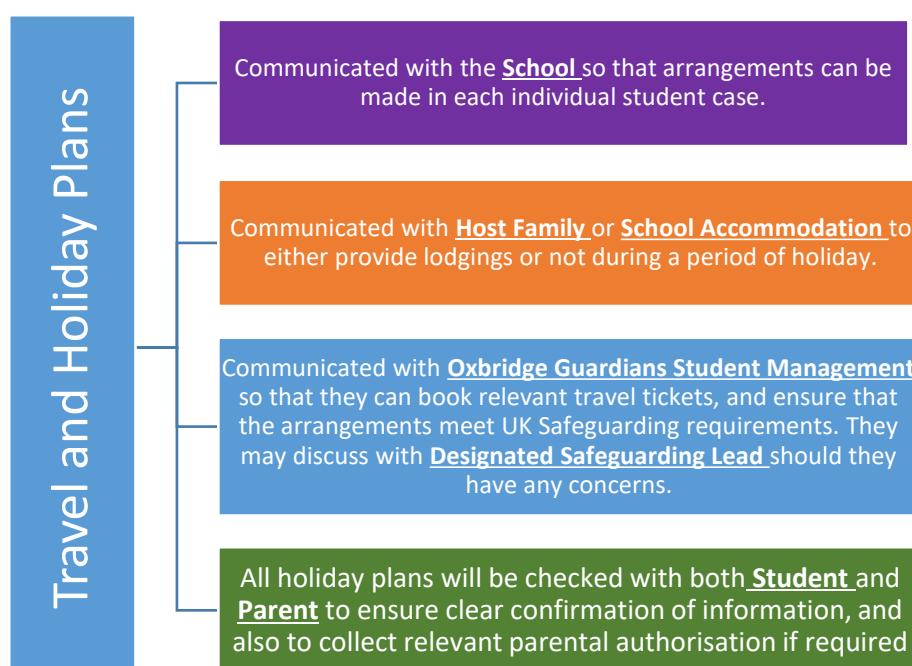 Travel and Holiday Plans
Communicated with the School so that arrangements can be
made in each individual student case.
Communicated with Host Family or School Accommodation to
either provide lodgings or not during a period of holiday.
Communicated with Oxbridge Guardians Student Management
so that they can book relevant travel tickets, and ensure that
the arrangements meet UK Safeguarding requirements. They
may discuss with Designated Safeguarding Lead should they
have any concerns.
All holiday plans will be checked with both Student and
Parent to ensure clear confirmation of information, and
also to collect relevant parental authorisation if required